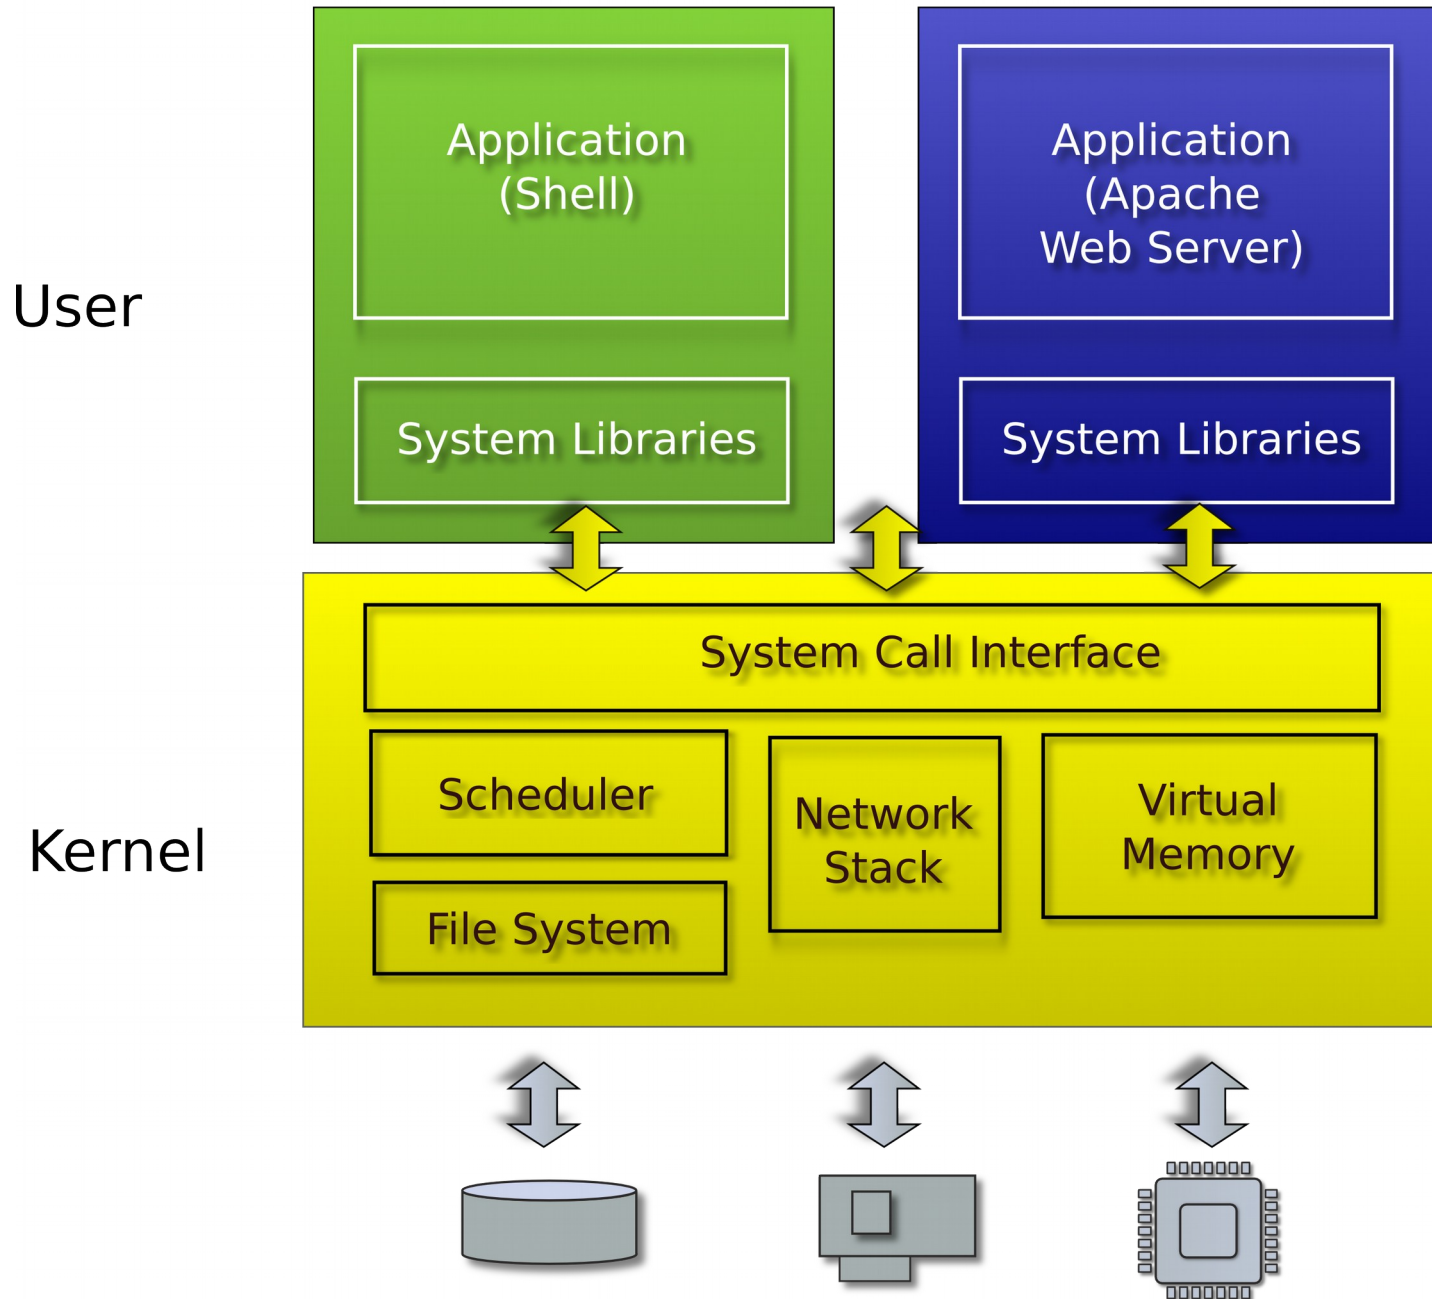 Application
(Shell)
Application
(Apache
Web Server)
User
System Libraries
System Libraries
System Call Interface
Scheduler
Network
Stack
Virtual
Memory
Kernel
File System